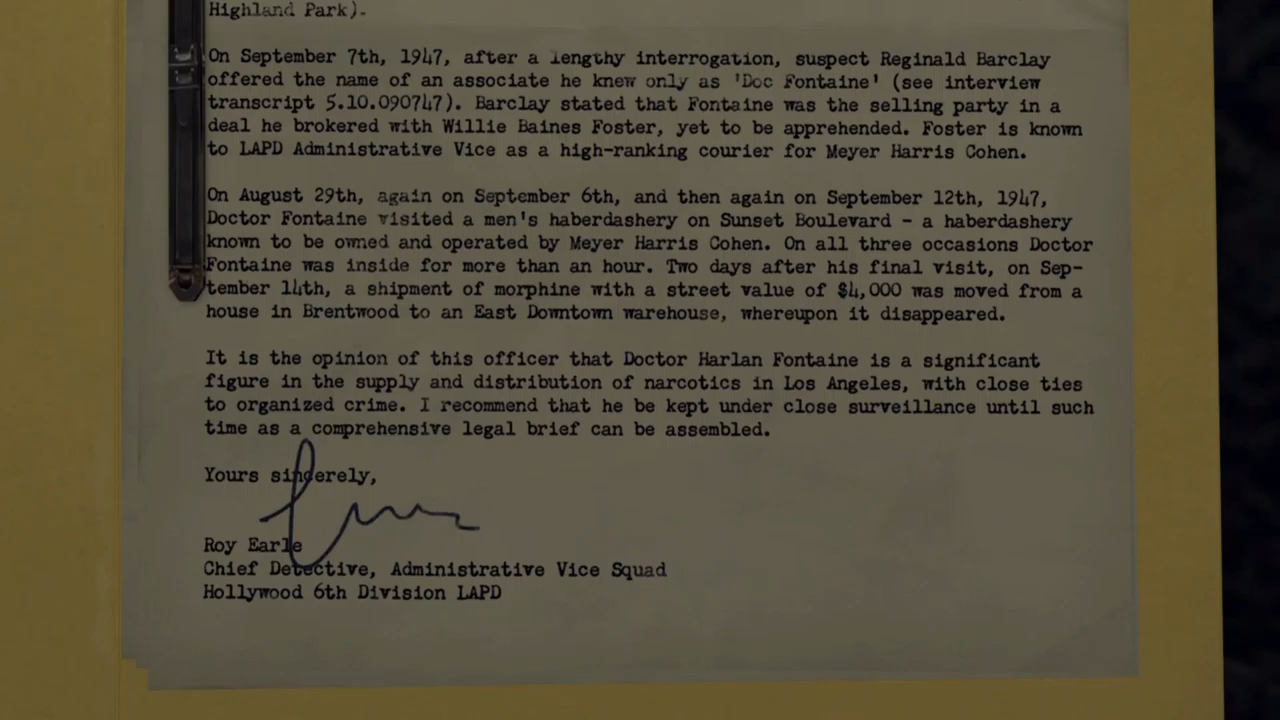 Highland Park).
On September 7th, 1947, after a lengthy interrogation, suspect Reginald Barclay
offered the name of an associate he knew only as 'Doc Fontaine' (see interview
transcript 5.10.090747). Barclay stated that Fontaine was the selling party in a
deal he brokered with Willie Baines Foster, yet to be apprehended. Foster is known
to LAPD Administrative Vice as a high-ranking courier for Meyer Harris Cohen.
On August 29th, again on September 6th, and then again on September 12th, 1947,
Doctor Fontaine visited a men's haberdashery on Sunset Boulevard - a haberdashery
known to be owned and operated by Meyer Harris Cohen. On all three occasions Doctor
Fontaine was inside for more than an hour. Two days after his final visit, on Sep-
tember 14th, a shipment of morphine with a street value of $4,000 was moved from a
house in Brentwood to an East Downtown warehouse, whereupon it disappeared.
It is the opinion of this officer that Doctor Harlan Fontaine is a significant
figure in the supply and distribution of narcotics in Los Angeles, with close ties
to organized crime. I recommend that he be kept under close surveillance until such
time as a comprehensive legal brief can be assembled.
Yours sincerely,
Roy Earle
Chief Detective, Administrative Vice Squad
Hollywood 6th Division LAPD